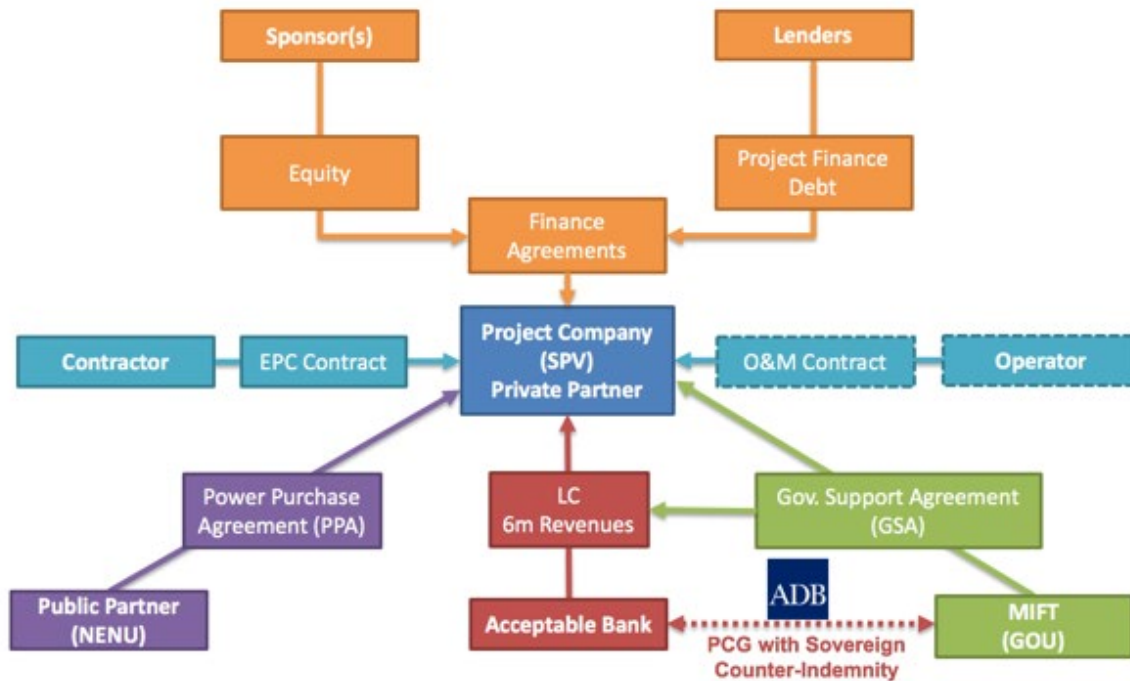 Sponsor(s)
Lenders
Equity
Project Finance
Debt
Finance
Agreements
Project Company
(SPV)
Private Partner
Contractor
EPC Contract
O&M Contract
Operator
Power Purchase
Agreement (PPA)
LC
6m Revenues
Gov. Support Agreement
(GSA)
Public Partner
(NENU)
Acceptable Bank
ADB
PCG with Sovereign
Counter-Indemnity
MIFT
(GOU)